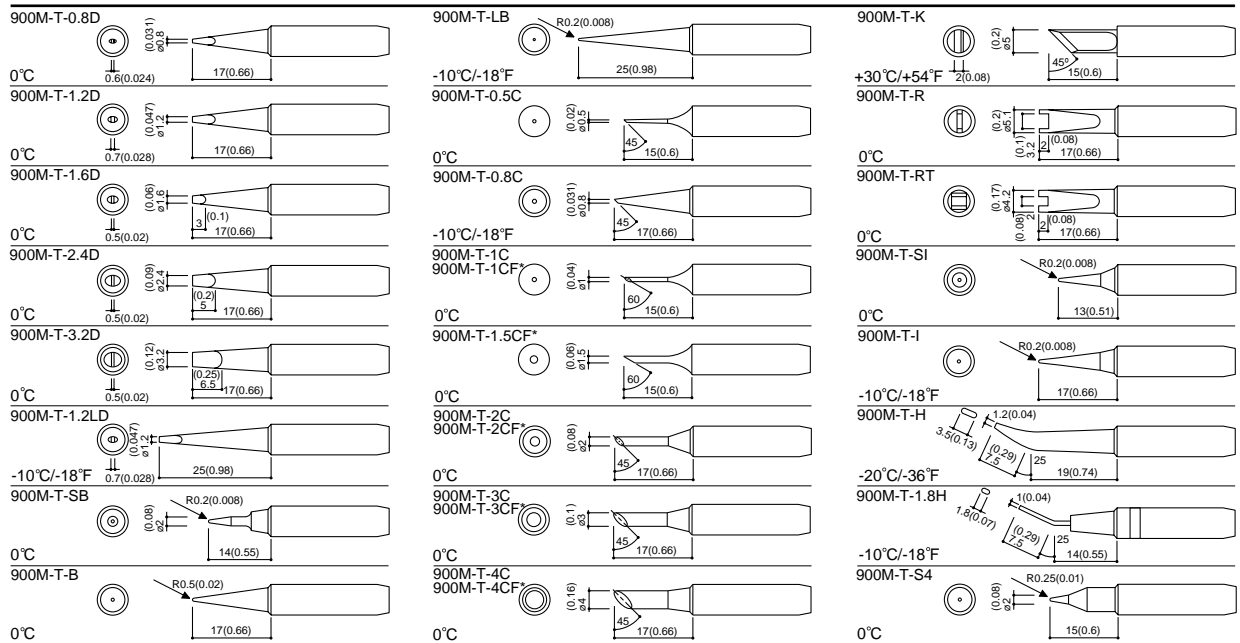 900M-T-0.8D
(0.031)
ø0.8
0.6(0.024)
17(0.66)
0°C
900M-T-1.2D
(0.047)
ø1.2
0.7(0.028)
17(0.66)
0°C
900M-T-1.6D
(0.06)
ø1.6
(0.1)
3
0.5(0.02)
17(0.66)
0°C
900M-T-2.4D
(0.09)
ø2.4
(0.2)
5
0.5(0.02)
17(0.66)
0°C
900M-T-3.2D
(0.12)
ø3.2
(0.25)
6.5
0.5(0.02)
17(0.66)
0°C
900M-T-1.2LD
(0.047)
ø1.2
25(0.98)
-10°C/-18°F
0.7(0.028)
900M-T-SB
R0.2(0.008)
(0.08)
ø2
14(0.55)
0°C
900M-T-B
R0.5(0.02)
17(0.66)
0°C
900M-T-LB
R0.2(0.008)
25(0.98)
-10°C/-18°F
900M-T-0.5C
(0.02)
ø0.5
45
15(0.6)
0°C
900M-T-0.8C
(0.031)
ø0.8
45
17(0.66)
-10°C/-18°F
900M-T-1C
900M-T-1CF*
(0.04)
ø1
60
15(0.6)
0°C
900M-T-1.5CF*
(0.06)
ø1.5
60
15(0.6)
0°C
900M-T-2C
900M-T-2CF*
(0.08)
ø2
45
17(0.66)
0°C
900M-T-3C
900M-T-3CF*
(0.1)
ø3
45
17(0.66)
0°C
900M-T-4C
900M-T-4CF*
(0.16)
ø4
45
17(0.66)
0°C
900M-T-K
(0.2)
ø5
45°
15(0.6)
+30°C/+54°F
2(0.08)
900M-T-R
(0.2)
ø5.1
(0.1)
3.2
2
(0.08)
17(0.66)
0°C
900M-T-RT
(0.17)
ø4.2
(0.08)
2
2
(0.08)
17(0.66)
0°C
900M-T-SI
R0.2(0.008)
13(0.51)
0°C
900M-T-I
R0.2(0.008)
17(0.66)
-10°C/-18°F
900M-T-H
1.2(0.04)
3.5(0.13)
(0.29)
7.5
25
19(0.74)
-20°C/-36°F
900M-T-1.8H
1(0.04)
1.8(0.07)
(0.29)
7.5
25
14(0.55)
-10°C/-18°F
900M-T-S4
R0.25(0.01)
(0.08)
ø2
15(0.6)
0°C